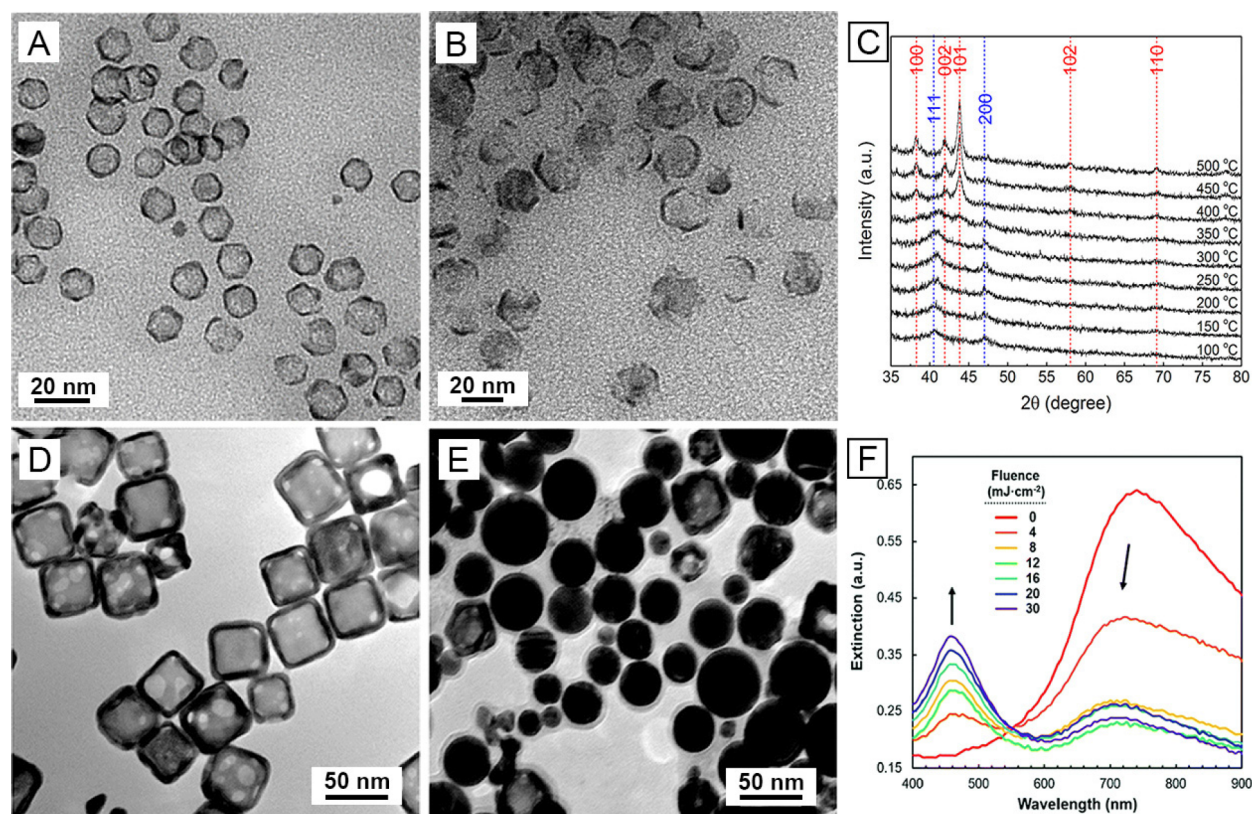 A
20 nm
B
20 nm
C
100
111
002
101
200
102
110
Intensity (a.u.)
500 °C
450 °C
400 °C
350 °C
300 °C
250 °C
200 °C
150 °C
100 °C
35 40 45 50 55 60 65 70 75 80
2θ (degree)
D
50 nm
E
50 nm
F
Fluence
(mJ·cm⁻²)
0
4
8
12
16
20
30
Extinction (a.u.)
0.65
0.55
0.45
0.35
0.25
0.15
400 500 600 700 800 900
Wavelength (nm)